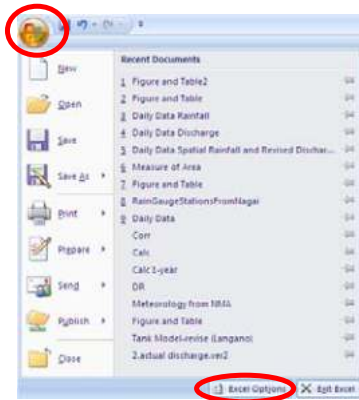 Recent Documents
New
1 Figure and Table2
2 Figure and Table
Open
3 Daily Data Rainfall
4 Daily Data Discharge
Save
5 Daily Data Spatial Rainfall and Revised Dischar...
6 Measure of Area
Save As
7 Figure and Table
8 RainGaugeStationsFromNagai
Print
9 Daily Data
Corr
Prepare
Calc
Calc 1-year
Send
DR
Meteorology from NMA
Publish
Figure and Table
Tank Model-revise (Langano)
Close
2.actual discharge.ver2
Excel Options
Exit Excel